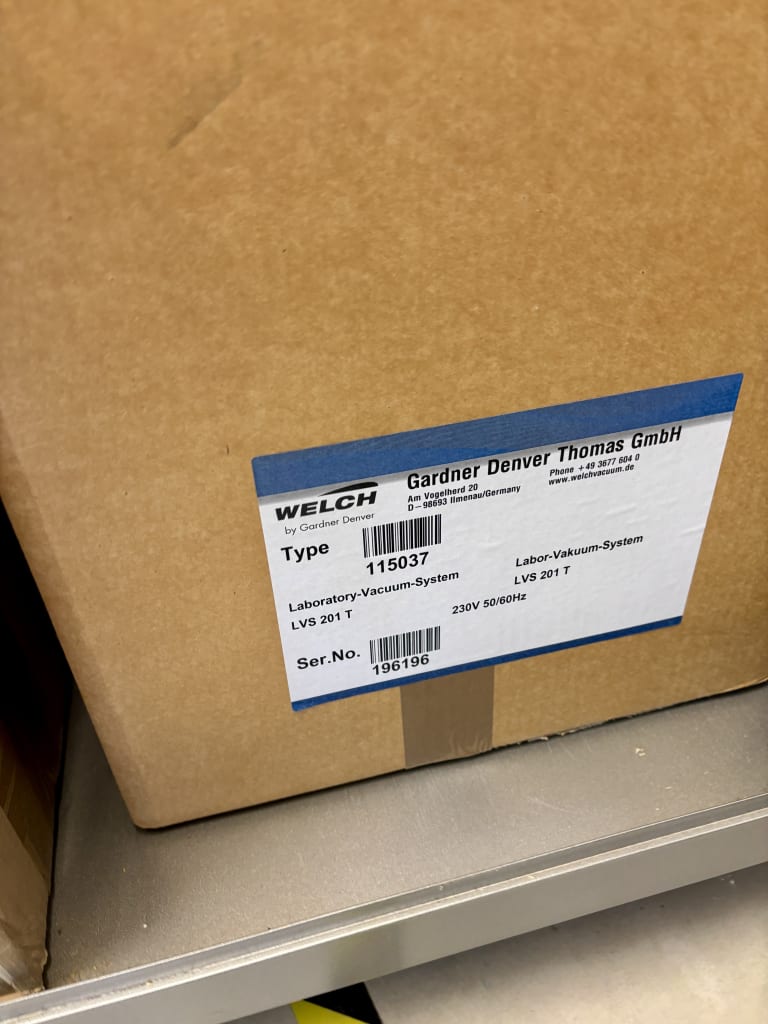 WELCH
by Gardner Denver
Gardner Denver Thomas GmbH
Am Vogelherd 20
D–98693 Ilmenau/Germany
Phone +49 3677 604 0
www.welchvacuum.de
Type
115037
Laboratory-Vacuum-System
LVS 201 T
Labor-Vakuum-System
LVS 201 T
230V 50/60Hz
Ser.No.
196196